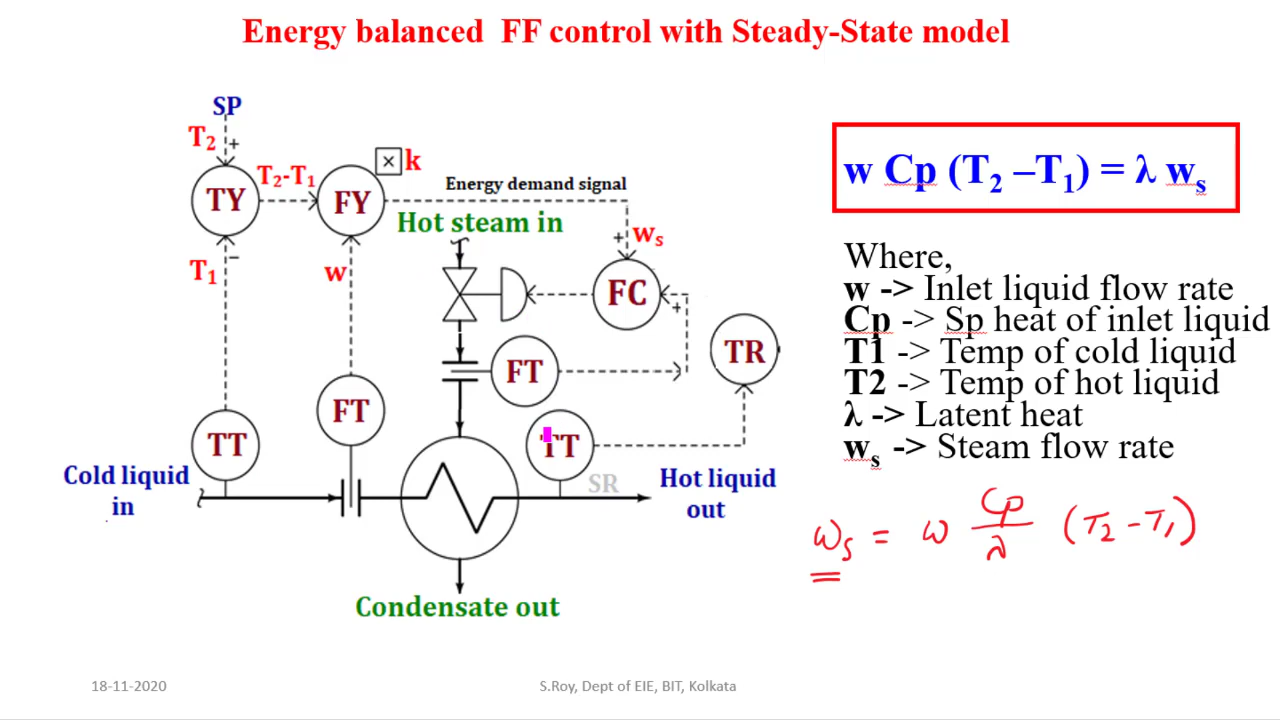 Energy balanced FF control with Steady-State model
SP
T₂ +
TY
T₂-T₁
FY
× k
Energy demand signal
Hot steam in
+ wₛ
T₁ −
w
FC
+
FT
TR
FT
TT
TT
Cold liquid
in
SR
Hot liquid
out
Condensate out
w Cp (T₂ –T₁) = λ wₛ
Where,
w -> Inlet liquid flow rate
Cp -> Sp heat of inlet liquid
T1 -> Temp of cold liquid
T2 -> Temp of hot liquid
λ -> Latent heat
wₛ -> Steam flow rate
wₛ = w Cp/λ (T₂ - T₁)
18-11-2020
S.Roy, Dept of EIE, BIT, Kolkata